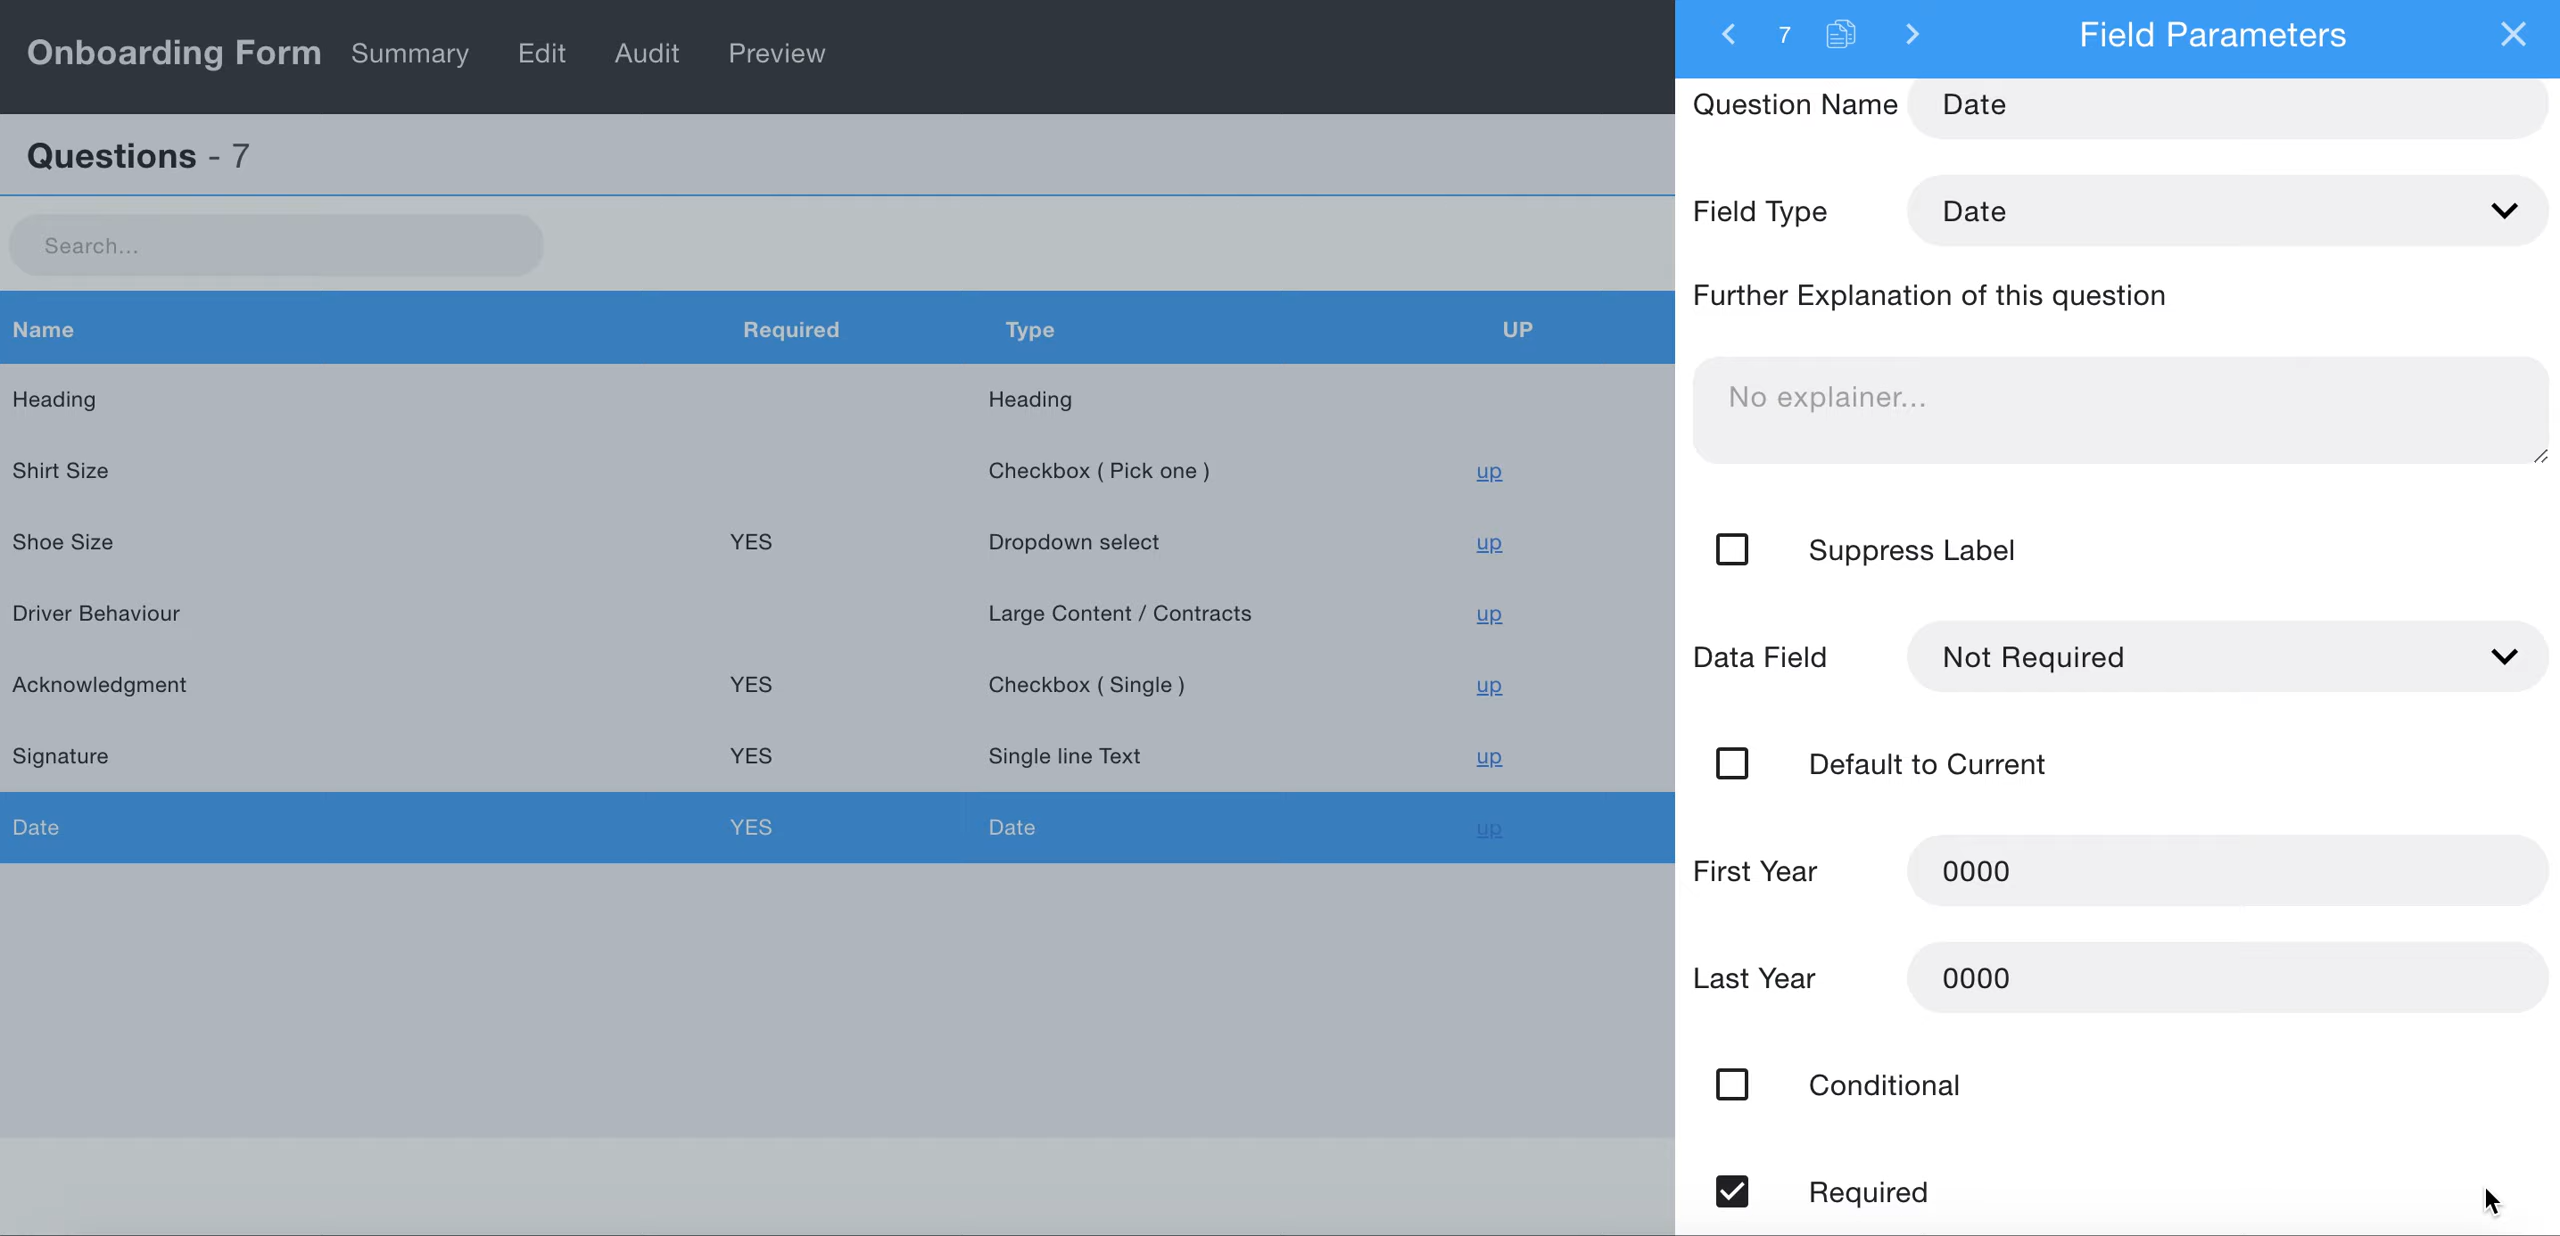 Onboarding Form Summary Edit Audit Preview
Questions - 7
Search...
Name Required Type UP
Heading Heading
Shirt Size Checkbox ( Pick one ) up
Shoe Size YES Dropdown select up
Driver Behaviour Large Content / Contracts up
Acknowledgment YES Checkbox ( Single ) up
Signature YES Single line Text up
Date YES Date up
7 Field Parameters
Question Name Date
Field Type Date
Further Explanation of this question
No explainer...
Suppress Label
Data Field Not Required
Default to Current
First Year 0000
Last Year 0000
Conditional
Required